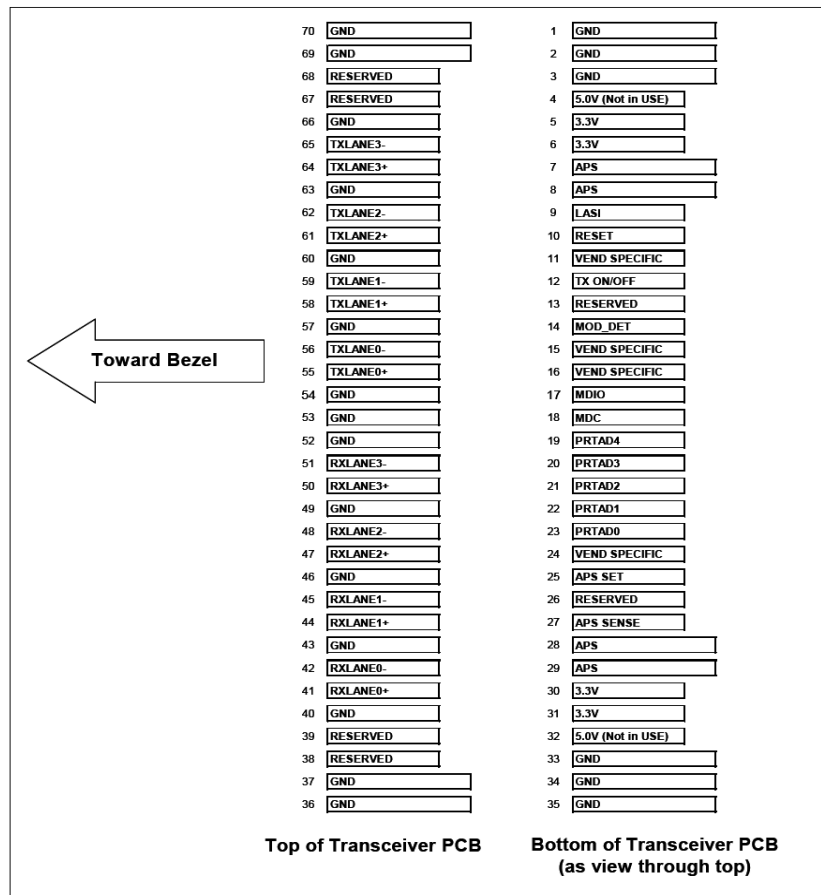 70 GND 1 GND
69 GND 2 GND
68 RESERVED 3 GND
67 RESERVED 4 5.0V (Not in USE)
66 GND 5 3.3V
65 TXLANE3- 6 3.3V
64 TXLANE3+ 7 APS
63 GND 8 APS
62 TXLANE2- 9 LASI
61 TXLANE2+ 10 RESET
60 GND 11 VEND SPECIFIC
59 TXLANE1- 12 TX ON/OFF
58 TXLANE1+ 13 RESERVED
57 GND 14 MOD_DET
56 TXLANE0- 15 VEND SPECIFIC
Toward Bezel
55 TXLANE0+ 16 VEND SPECIFIC
54 GND 17 MDIO
53 GND 18 MDC
52 GND 19 PRTAD4
51 RXLANE3- 20 PRTAD3
50 RXLANE3+ 21 PRTAD2
49 GND 22 PRTAD1
48 RXLANE2- 23 PRTAD0
47 RXLANE2+ 24 VEND SPECIFIC
46 GND 25 APS SET
45 RXLANE1- 26 RESERVED
44 RXLANE1+ 27 APS SENSE
43 GND 28 APS
42 RXLANE0- 29 APS
41 RXLANE0+ 30 3.3V
40 GND 31 3.3V
39 RESERVED 32 5.0V (Not in USE)
38 RESERVED 33 GND
37 GND 34 GND
36 GND 35 GND
Top of Transceiver PCB Bottom of Transceiver PCB
(as view through top)